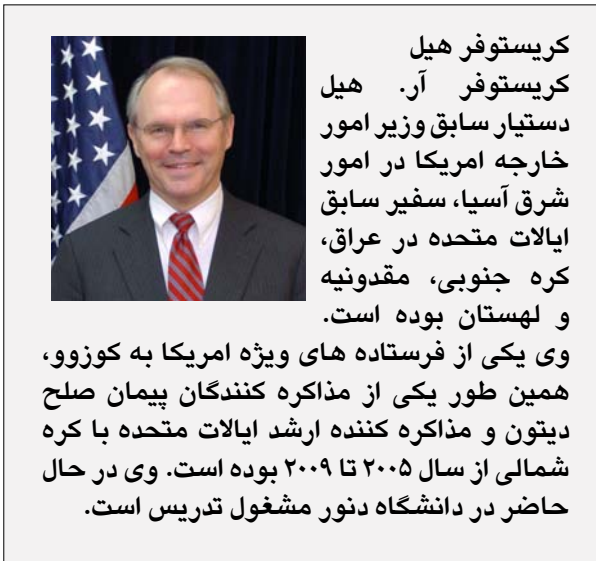 کریستوفر هیل
کریستوفر آر. هیل
دستیار سابق وزیر امور
خارجه امریکا در امور
شرق آسیا، سفیر سابق
ایالات متحده در عراق،
کره جنوبی، مقدونیه
و لهستان بوده است.
وی یکی از فرستاده های ویژه امریکا به کوزوو،
همین طور یکی از مذاکره کنندگان پیمان صلح
دیتون و مذاکره کننده ارشد ایالات متحده با کره
شمالی از سال ۲۰۰۵ تا ۲۰۰۹ بوده است. وی در حال
حاضر در دانشگاه دنور مشغول تدریس است.